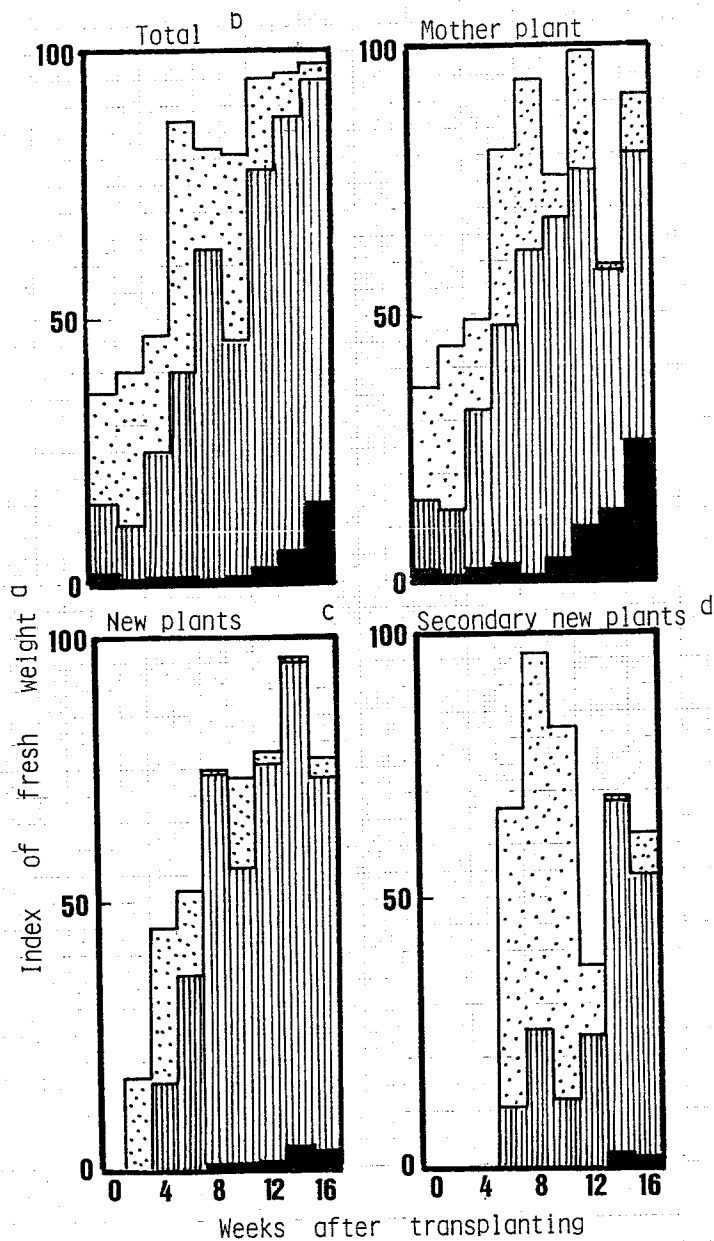 Total b
Mother plant
100
50
0
100
50
0
Index of fresh weight a
New plants c
Secondary new plants d
100
50
0
0 4 8 12 16
100
50
0
0 4 8 12 16
Weeks after transplanting